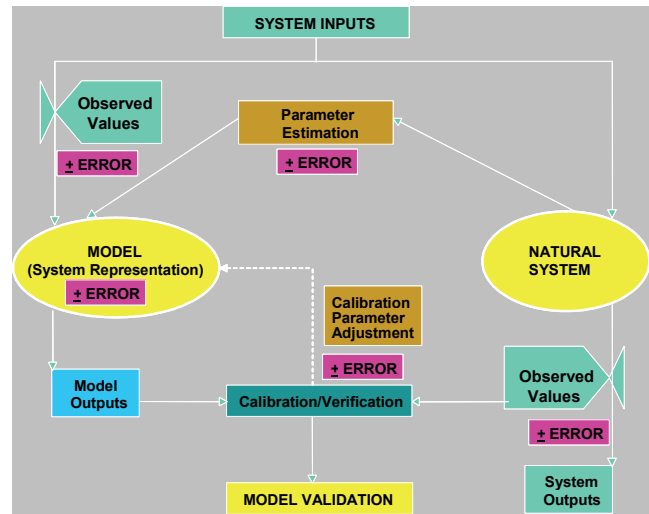 SYSTEM INPUTS
Observed
Values
± ERROR
Parameter
Estimation
± ERROR
MODEL
(System Representation)
± ERROR
NATURAL
SYSTEM
Calibration
Parameter
Adjustment
± ERROR
Model
Outputs
Calibration/Verification
Observed
Values
± ERROR
MODEL VALIDATION
System
Outputs